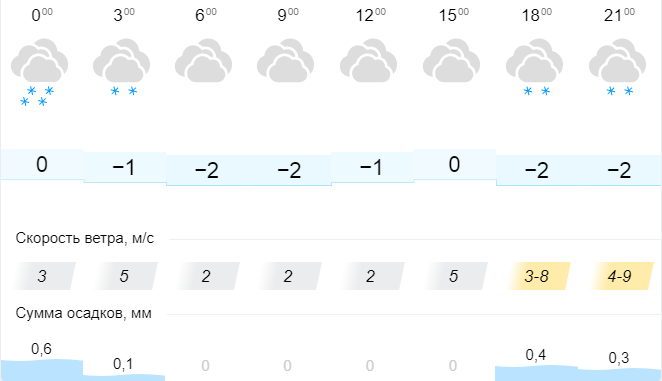 0⁰⁰ 3⁰⁰ 6⁰⁰ 9⁰⁰ 12⁰⁰ 15⁰⁰ 18⁰⁰ 21⁰⁰
0 −1 −2 −2 −1 0 −2 −2
Скорость ветра, м/с
3 5 2 2 2 5 3-8 4-9
Сумма осадков, мм
0,6 0,1 0 0 0 0 0,4 0,3